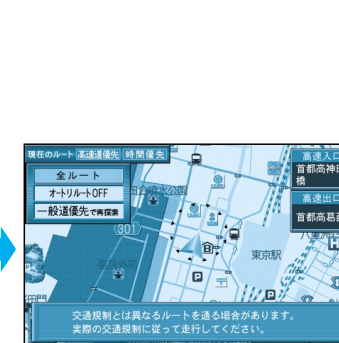 現在のルート 高速道優先 時間優先
全ルート
オートリルートOFF
一般道優先で再探索
高速入口
首都高神田
橋
高速出口
首都高葛西
301
東京駅
交通規制とは異なるルートを通る場合があります。
実際の交通規制に従って走行してください。